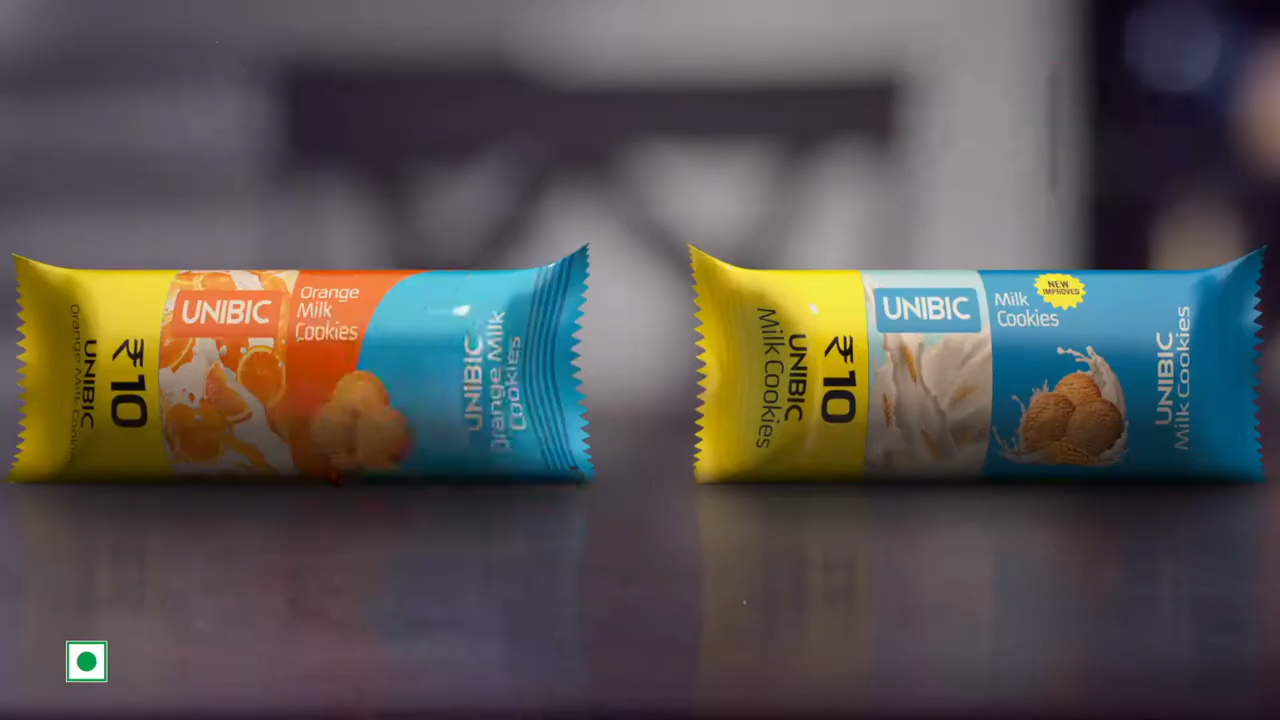 UNIBIC
Orange
Milk
Cookies
₹10
UNIBIC
Orange Milk Cookies
UNIBIC
Orange Milk
Cookies
UNIBIC
Milk
Cookies
NEW
IMPROVED
₹10
UNIBIC
Milk Cookies
UNIBIC
Milk Cookies